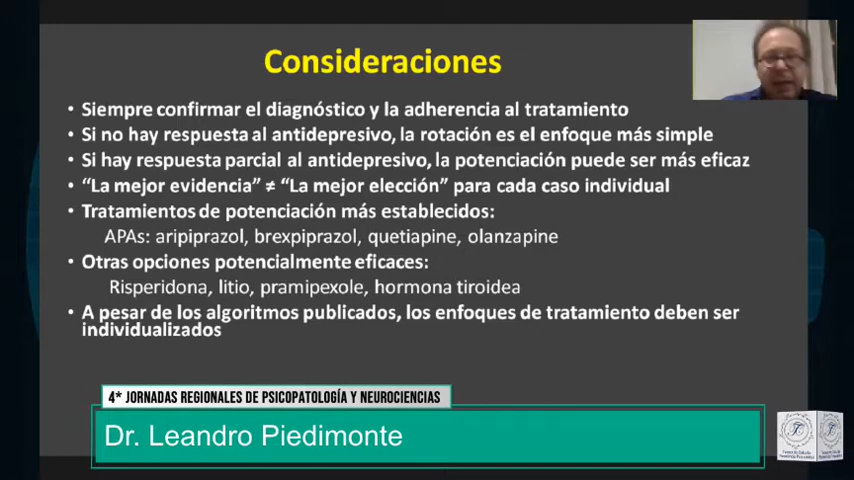 Consideraciones
• Siempre confirmar el diagnóstico y la adherencia al tratamiento
• Si no hay respuesta al antidepresivo, la rotación es el enfoque más simple
• Si hay respuesta parcial al antidepresivo, la potenciación puede ser más eficaz
• “La mejor evidencia” ≠ “La mejor elección” para cada caso individual
• Tratamientos de potenciación más establecidos:
APAs: aripiprazol, brexpiprazol, quetiapine, olanzapine
• Otras opciones potencialmente eficaces:
Risperidona, litio, pramipexole, hormona tiroidea
• A pesar de los algoritmos publicados, los enfoques de tratamiento deben ser
individualizados
4* JORNADAS REGIONALES DE PSICOPATOLOGÍA Y NEUROCIENCIAS
Dr. Leandro Piedimonte